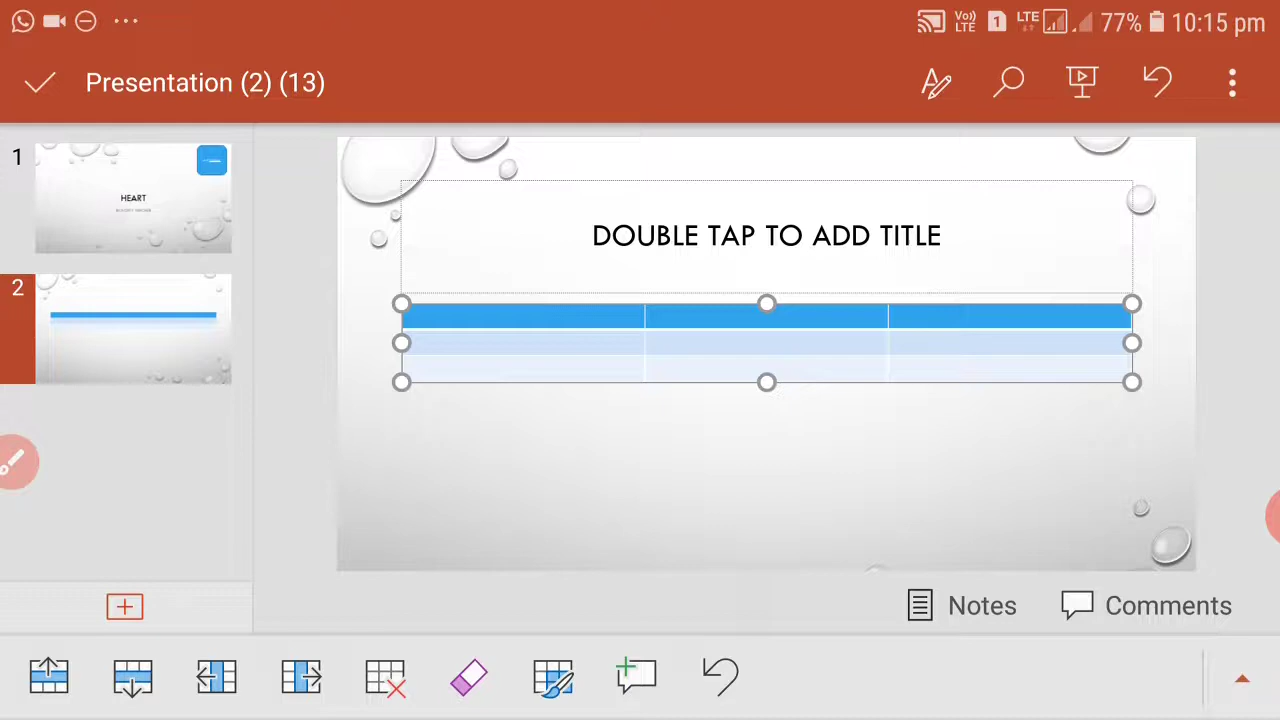 Vo)) LTE 1 LTE 77% 10:15 pm
Presentation (2) (13)
1
HEART
2
DOUBLE TAP TO ADD TITLE
Notes
Comments